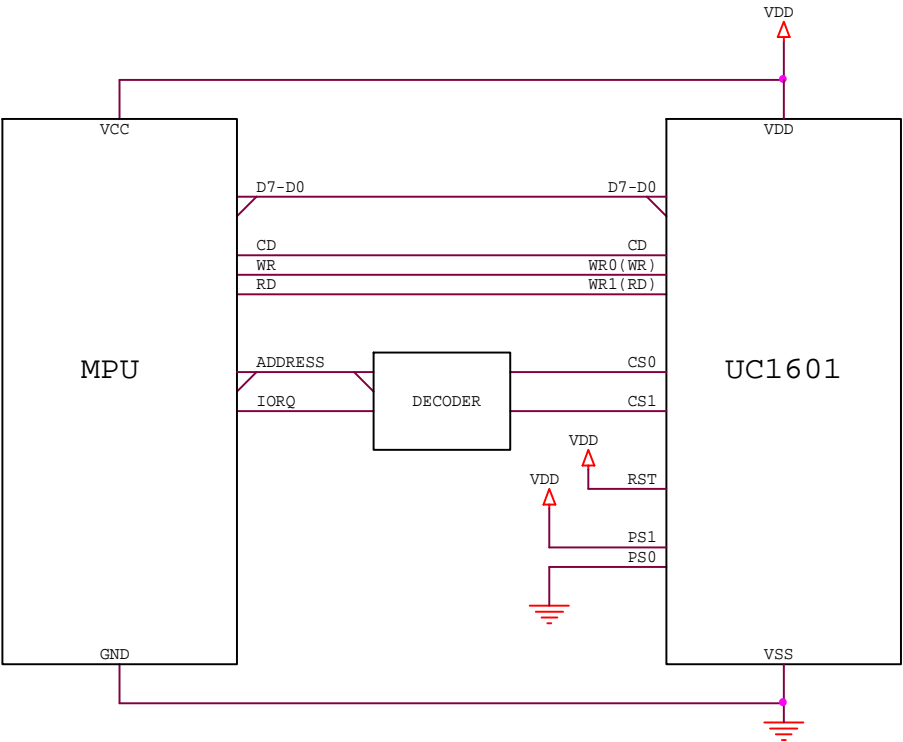 VDD
VCC
VDD
D7-D0
D7-D0
CD
CD
WR
WR0(WR)
RD
WR1(RD)
MPU
ADDRESS
CS0
UC1601
IORQ
DECODER
CS1
VDD
RST
VDD
PS1
PS0
GND
VSS